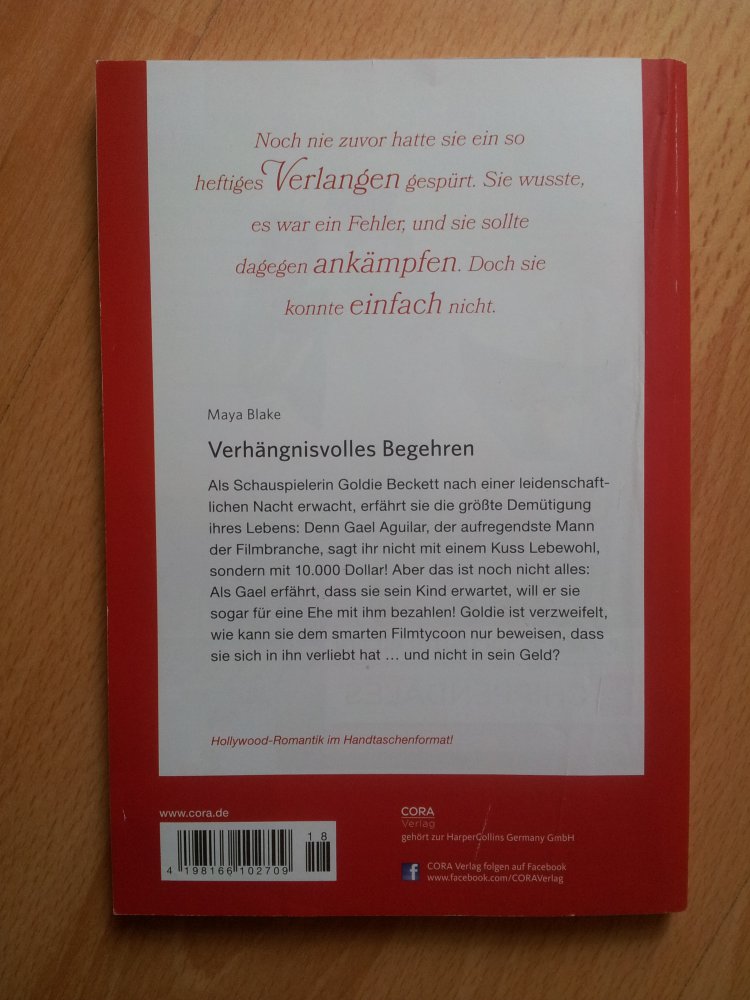 Noch nie zuvor hatte sie ein so
heftiges Verlangen gespürt. Sie wusste,
es war ein Fehler, und sie sollte
dagegen ankämpfen. Doch sie
konnte einfach nicht.
Maya Blake
Verhängnisvolles Begehren
Als Schauspielerin Goldie Beckett nach einer leidenschaft-
lichen Nacht erwacht, erfährt sie die größte Demütigung
ihres Lebens: Denn Gael Aguilar, der aufregendste Mann
der Filmbranche, sagt ihr nicht mit einem Kuss Lebewohl,
sondern mit 10.000 Dollar! Aber das ist noch nicht alles:
Als Gael erfährt, dass sie sein Kind erwartet, will er sie
sogar für eine Ehe mit ihm bezahlen! Goldie ist verzweifelt,
wie kann sie dem smarten Filmtycoon nur beweisen, dass
sie sich in ihn verliebt hat … und nicht in sein Geld?
Hollywood-Romantik im Handtaschenformat!
www.cora.de
18
4 198166 102709
CORA
Verlag
gehört zur HarperCollins Germany GmbH
f
CORA Verlag folgen auf Facebook
www.facebook.com/CORAVerlag